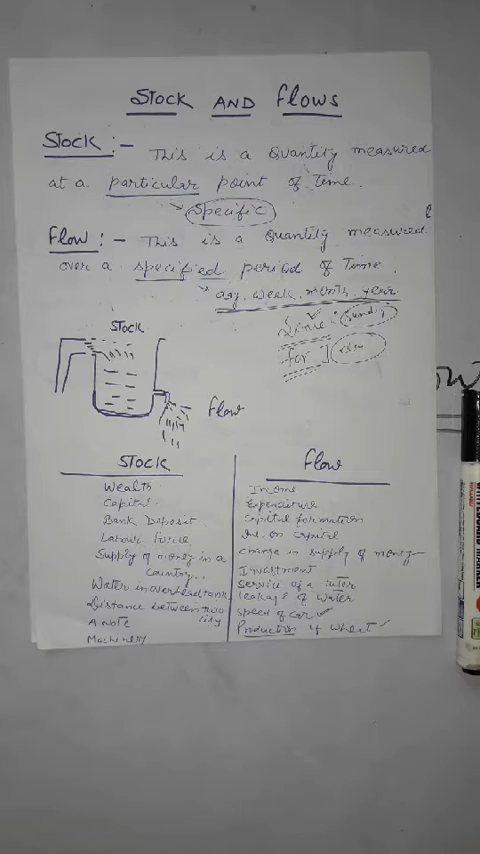 STOCK AND Flows
STOCK :- This is a Quantity measured
at a particular point of Time.
Specific
Flow :- This is a Quantity measured
over a specified period of Time.
day, week, month, year
Since
for
STOCK
Flow
STOCK
Wealth
Capital
Bank Deposit
Labour Force
Supply of money in a
Country..
Water in overhead tank
Distance between two
city
A Note
Machinery
Flow
Income
Expenditure
Capital formation
on capital
change in supply of money
Investment
Service of a
leakage of water
Speed of car
Production of wheat